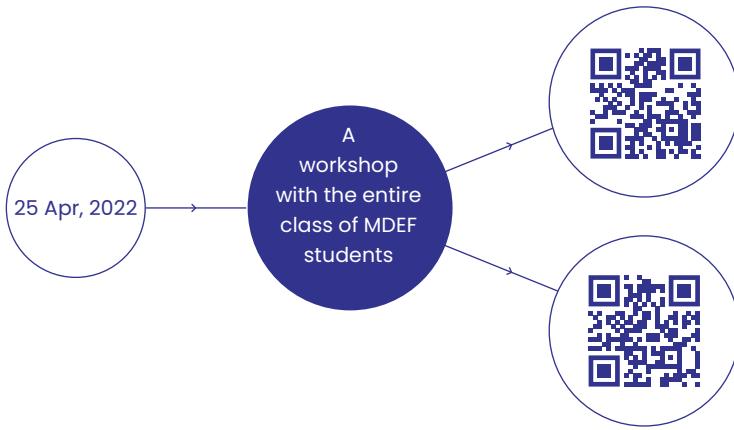 25 Apr, 2022
A
workshop
with the entire
class of MDEF
students